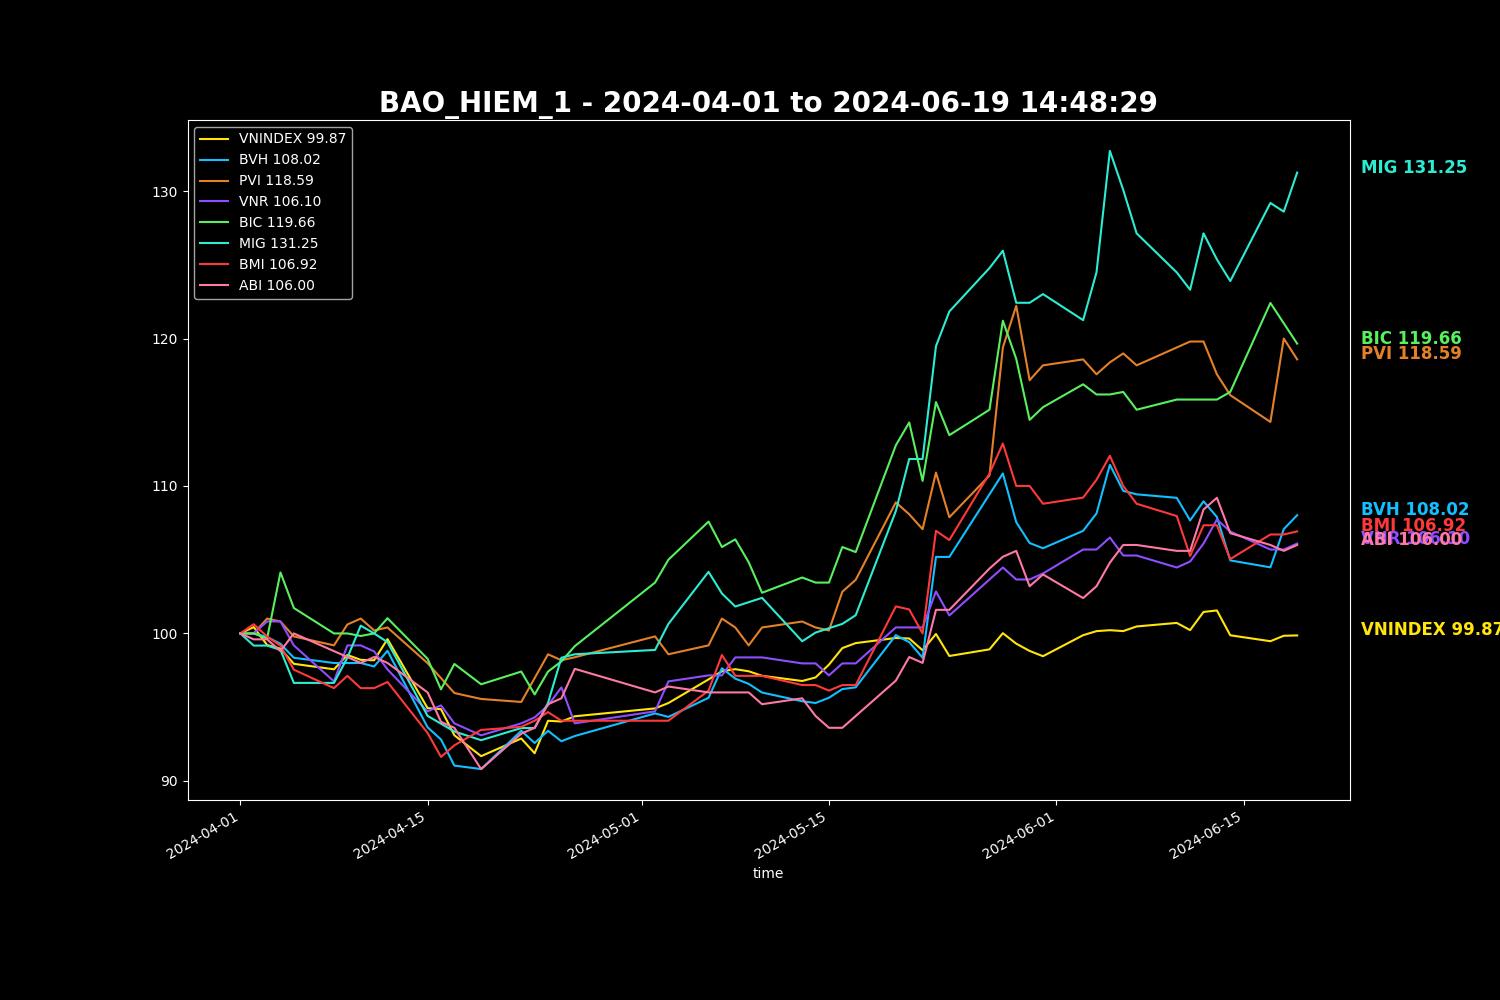 BAO_HIEM_1 - 2024-04-01 to 2024-06-19 14:48:29
VNINDEX 99.87
BVH 108.02
PVI 118.59
VNR 106.10
BIC 119.66
MIG 131.25
BMI 106.92
ABI 106.00
130
120
110
100
90
MIG 131.25
BIC 119.66
PVI 118.59
BVH 108.02
BMI 106.92
VNR 106.10
ABI 106.00
VNINDEX 99.87
2024-04-01
2024-04-15
2024-05-01
2024-05-15
2024-06-01
2024-06-15
time